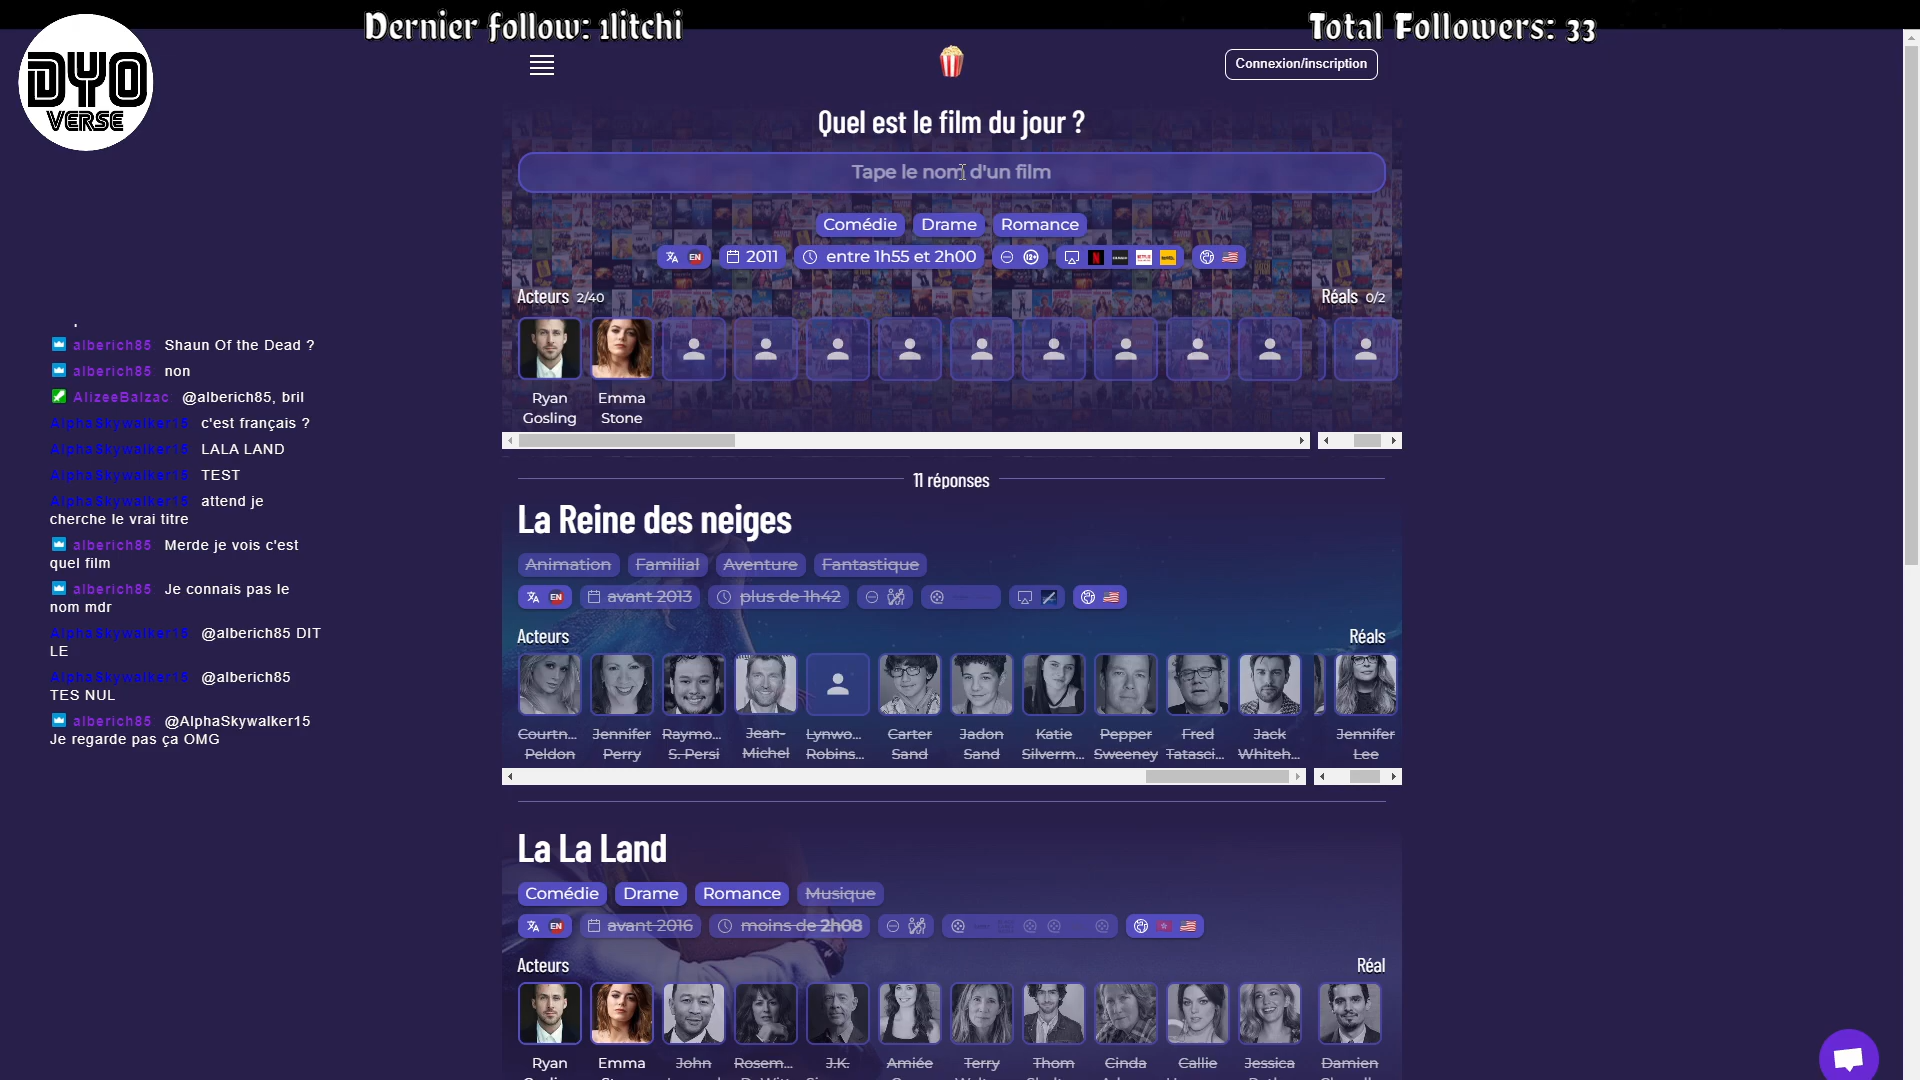 Dernier follow: 1litchi
Total Followers: 33
DYO
VERSE
Connexion/inscription
Quel est le film du jour ?
Tape le nom d'un film
Comédie Drame Romance
EN 2011 entre 1h55 et 2h00 12+
Acteurs 2/40
Réals 0/2
Ryan
Gosling
Emma
Stone
alberich85 Shaun Of the Dead ?
alberich85 non
AlizeeBalzac @alberich85, bril
AlphaSkywalker15 c'est français ?
AlphaSkywalker15 LALA LAND
AlphaSkywalker15 TEST
AlphaSkywalker15 attend je
cherche le vrai titre
alberich85 Merde je vois c'est
quel film
alberich85 Je connais pas le
nom mdr
AlphaSkywalker15 @alberich85 DIT
LE
AlphaSkywalker15 @alberich85
TES NUL
alberich85 @AlphaSkywalker15
Je regarde pas ça OMG
11 réponses
La Reine des neiges
Animation Familial Aventure Fantastique
EN avant 2013 plus de 1h42
Acteurs
Réals
Courtn...
Peldon
Jennifer
Perry
Raymo...
S. Persi
Jean-
Michel
Lynwo...
Robins...
Carter
Sand
Jadon
Sand
Katie
Silverm...
Pepper
Sweeney
Fred
Tatasci...
Jack
Whiteh...
Jennifer
Lee
La La Land
Comédie Drame Romance Musique
EN avant 2016 moins de 2h08
Acteurs
Réal
Ryan
Emma
John
Rosem...
J.K.
Amiée
Terry
Thom
Cinda
Callie
Jessica
Damien